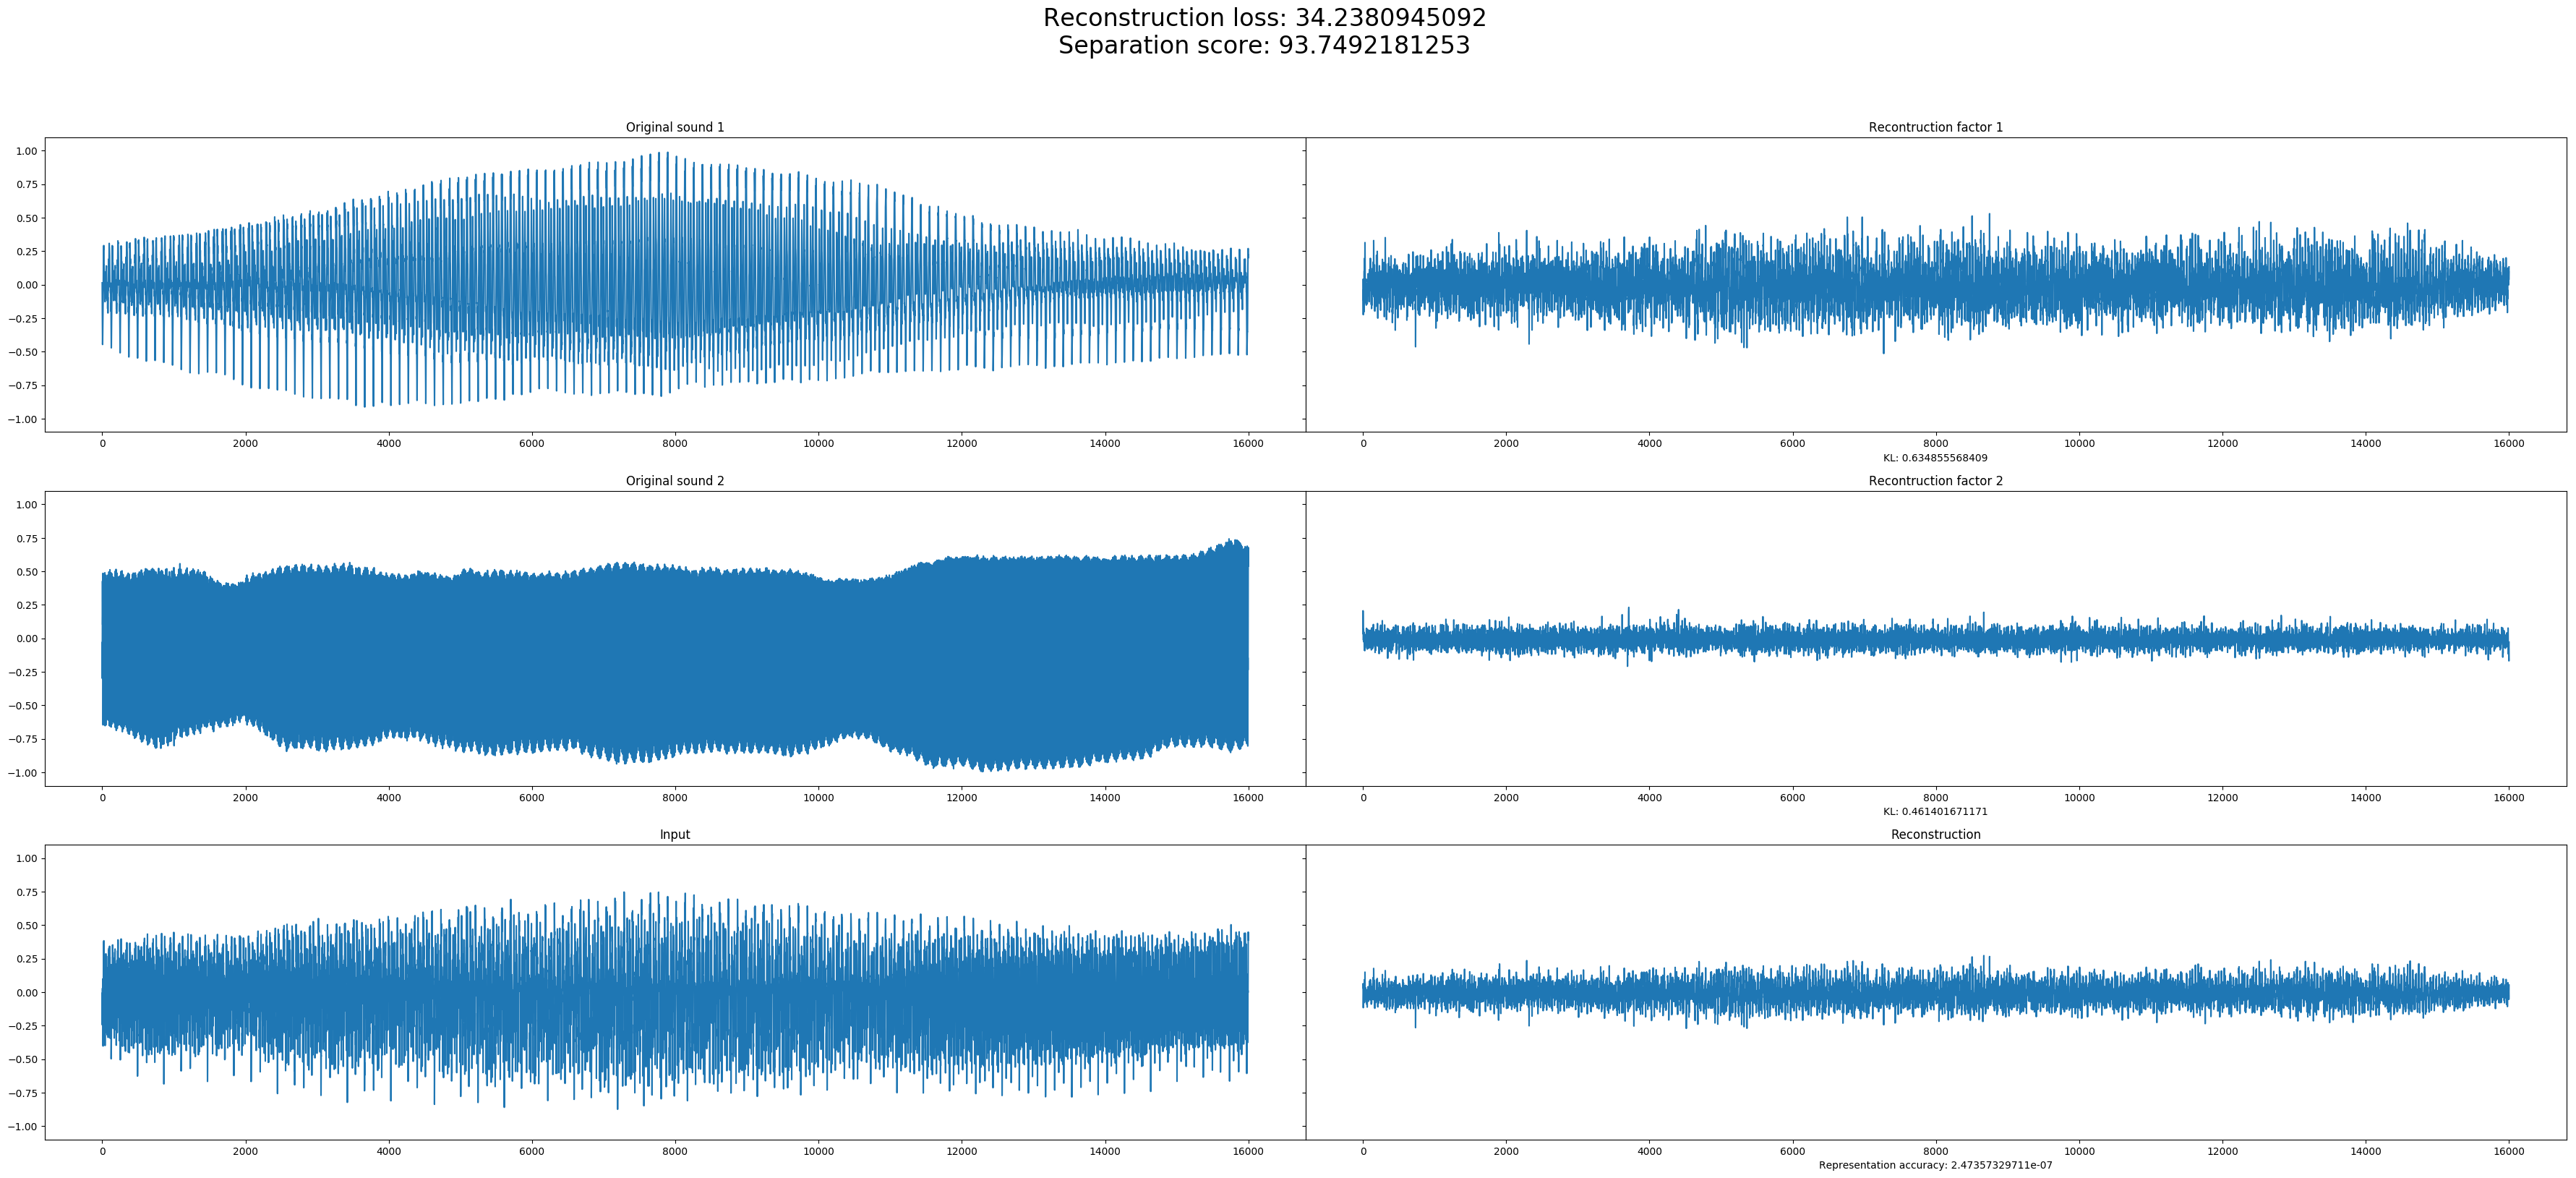 Reconstruction loss: 34.2380945092
Separation score: 93.7492181253
Original sound 1
Recontruction factor 1
1.00
0.75
0.50
0.25
0.00
−0.25
−0.50
−0.75
−1.00
0 2000 4000 6000 8000 10000 12000 14000 16000
0 2000 4000 6000 8000 10000 12000 14000 16000
KL: 0.634855568409
Original sound 2
Recontruction factor 2
1.00
0.75
0.50
0.25
0.00
−0.25
−0.50
−0.75
−1.00
0 2000 4000 6000 8000 10000 12000 14000 16000
0 2000 4000 6000 8000 10000 12000 14000 16000
KL: 0.461401671171
Input
Reconstruction
1.00
0.75
0.50
0.25
0.00
−0.25
−0.50
−0.75
−1.00
0 2000 4000 6000 8000 10000 12000 14000 16000
0 2000 4000 6000 8000 10000 12000 14000 16000
Representation accuracy: 2.47357329711e-07